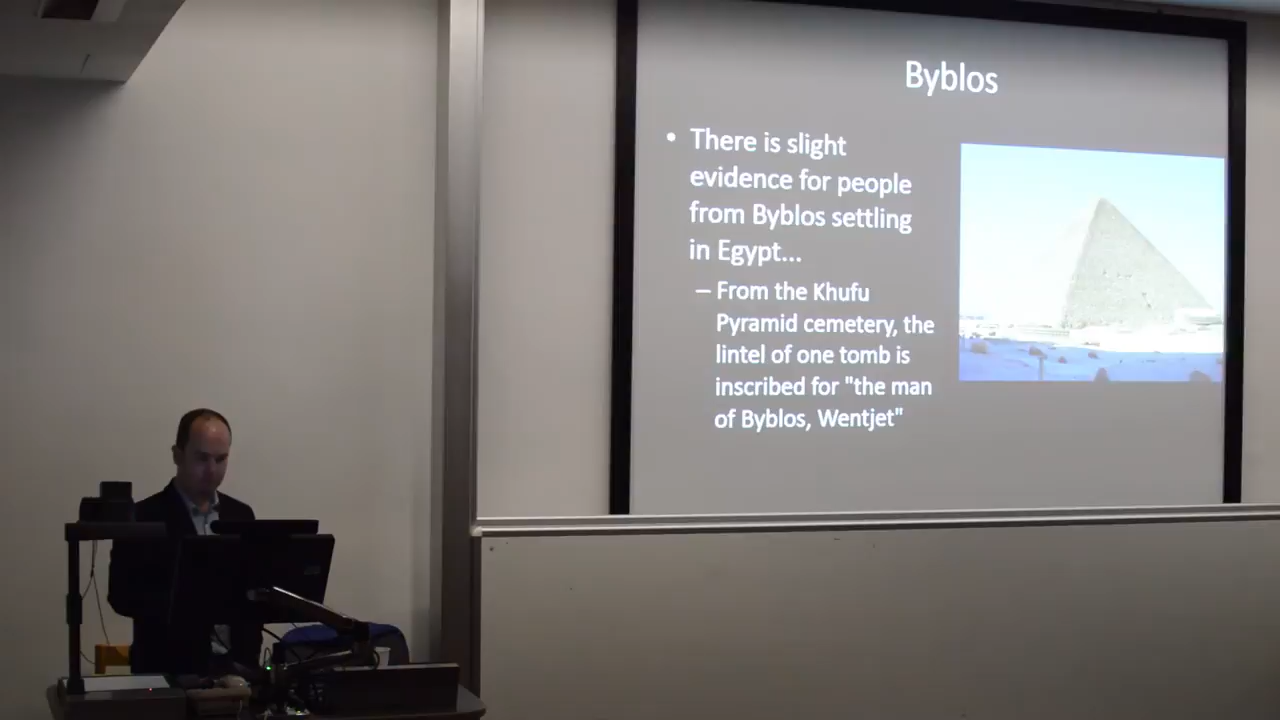 Byblos
• There is slight
evidence for people
from Byblos settling
in Egypt...
– From the Khufu
Pyramid cemetery, the
lintel of one tomb is
inscribed for "the man
of Byblos, Wentjet"